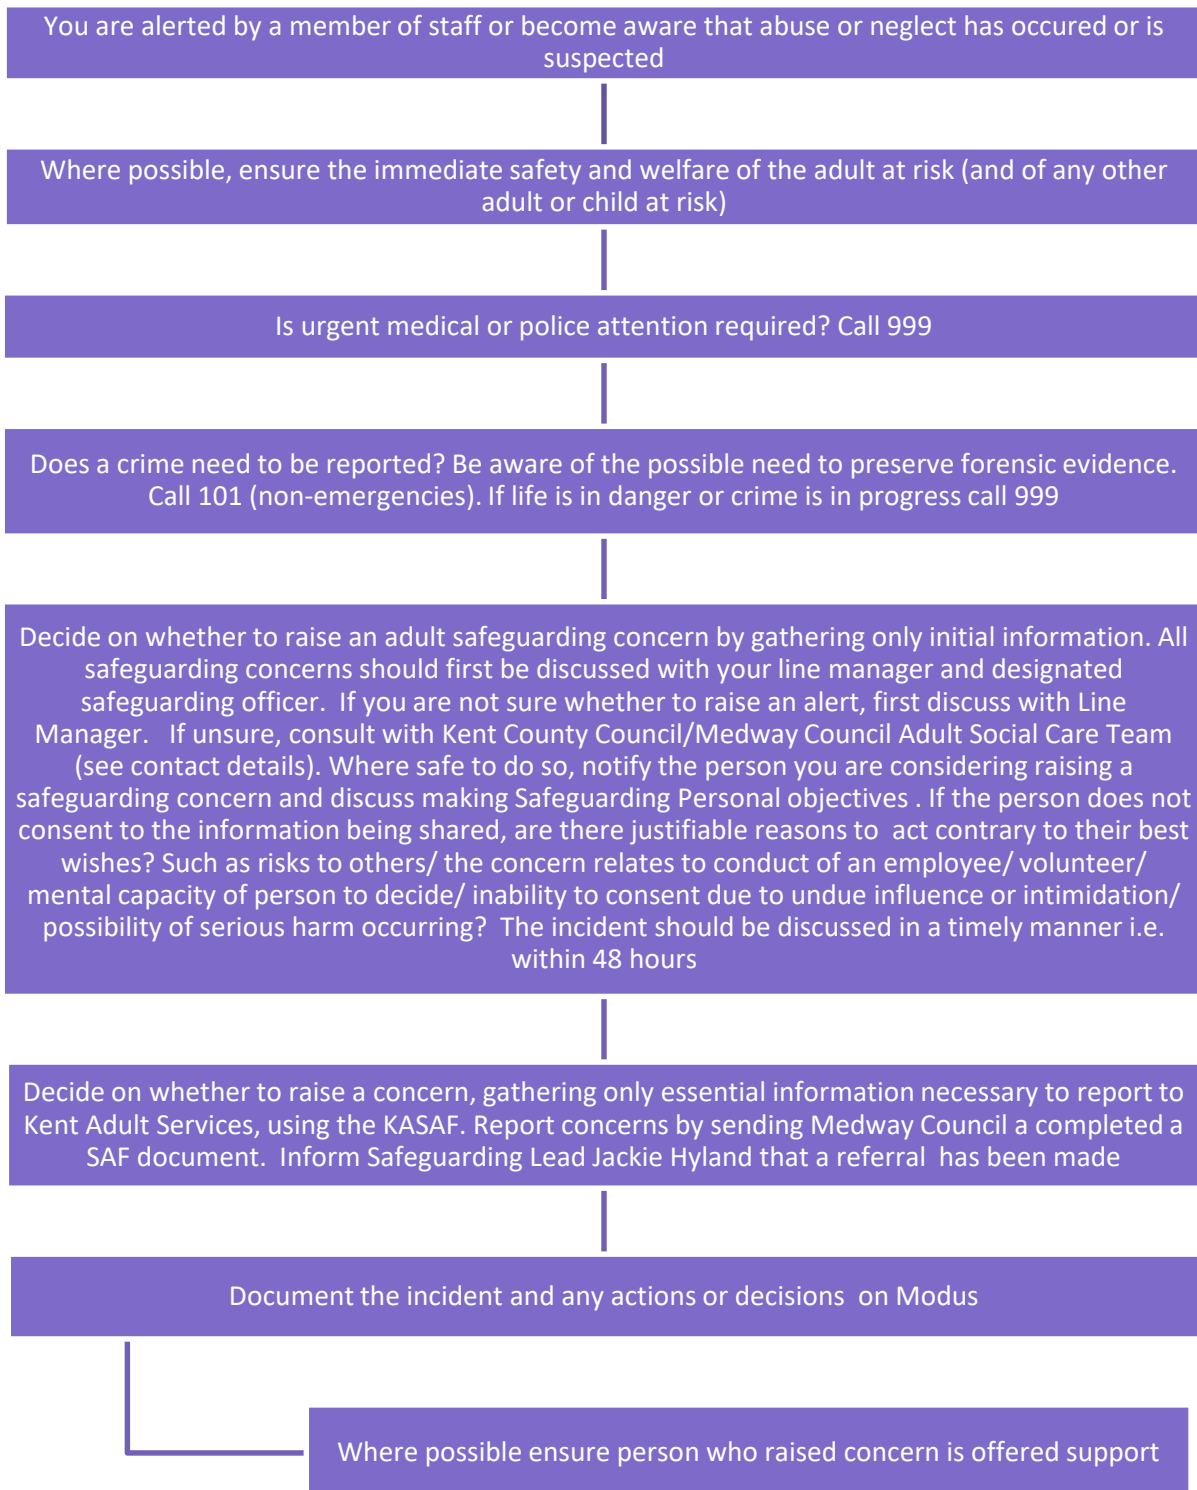 You are alerted by a member of staff or become aware that abuse or neglect has occured or is
suspected
Where possible, ensure the immediate safety and welfare of the adult at risk (and of any other
adult or child at risk)
Is urgent medical or police attention required? Call 999
Does a crime need to be reported? Be aware of the possible need to preserve forensic evidence.
Call 101 (non-emergencies). If life is in danger or crime is in progress call 999
Decide on whether to raise an adult safeguarding concern by gathering only initial information. All
safeguarding concerns should first be discussed with your line manager and designated
safeguarding officer. If you are not sure whether to raise an alert, first discuss with Line
Manager. If unsure, consult with Kent County Council/Medway Council Adult Social Care Team
(see contact details). Where safe to do so, notify the person you are considering raising a
safeguarding concern and discuss making Safeguarding Personal objectives . If the person does not
consent to the information being shared, are there justifiable reasons to act contrary to their best
wishes? Such as risks to others/ the concern relates to conduct of an employee/ volunteer/
mental capacity of person to decide/ inability to consent due to undue influence or intimidation/
possibility of serious harm occurring? The incident should be discussed in a timely manner i.e.
within 48 hours
Decide on whether to raise a concern, gathering only essential information necessary to report to
Kent Adult Services, using the KASAF. Report concerns by sending Medway Council a completed a
SAF document. Inform Safeguarding Lead Jackie Hyland that a referral has been made
Document the incident and any actions or decisions on Modus
Where possible ensure person who raised concern is offered support